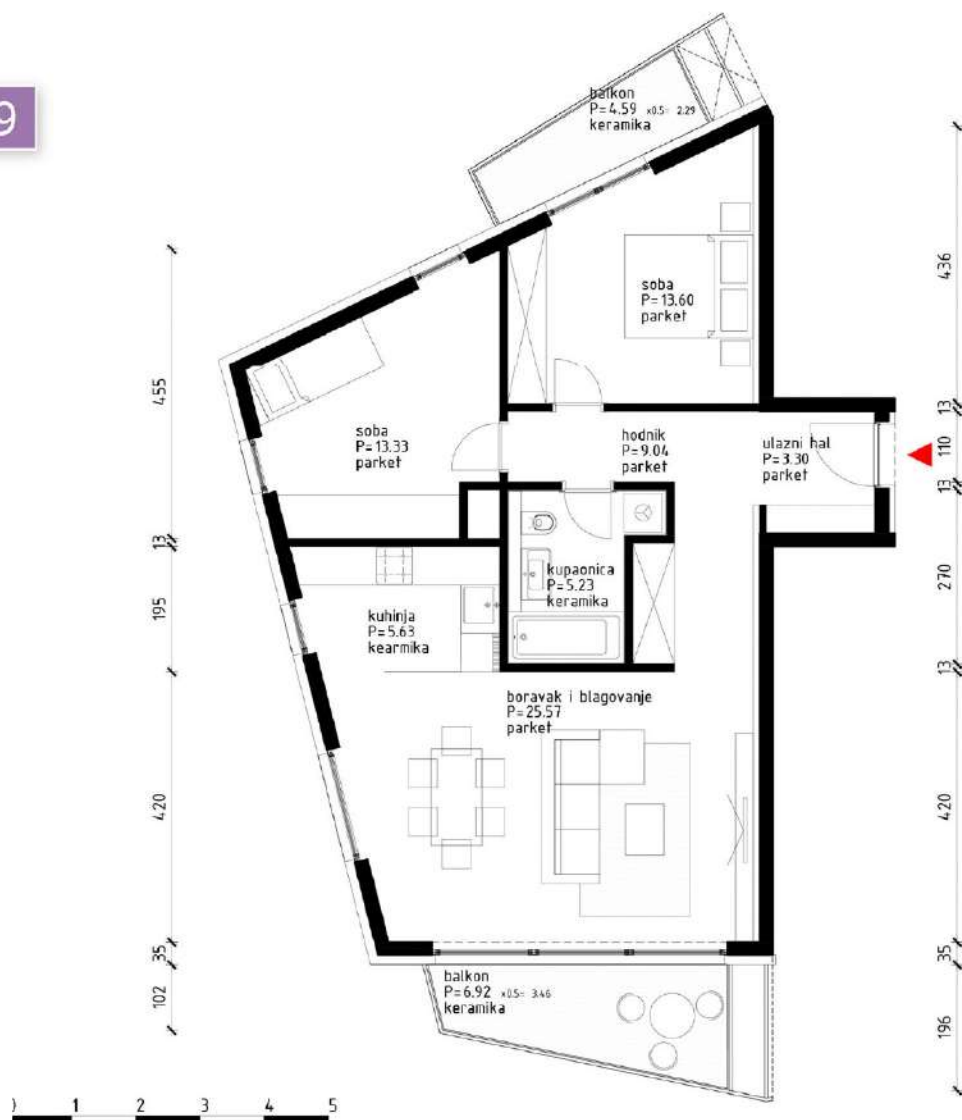 9
balkon
P=4.59 x0.5= 2.29
keramika
soba
P=13.60
parket
soba
P=13.33
parket
hodnik
P=9.04
parket
ulazni hal
P=3.30
parket
kupaonica
P=5.23
keramika
kuhinja
P=5.63
kearmika
boravak i blagovanje
P=25.57
parket
balkon
P=6.92 x0.5= 3.46
keramika
455
13
195
420
35
102
436
13
110
13
270
13
420
35
196
1 2 3 4 5